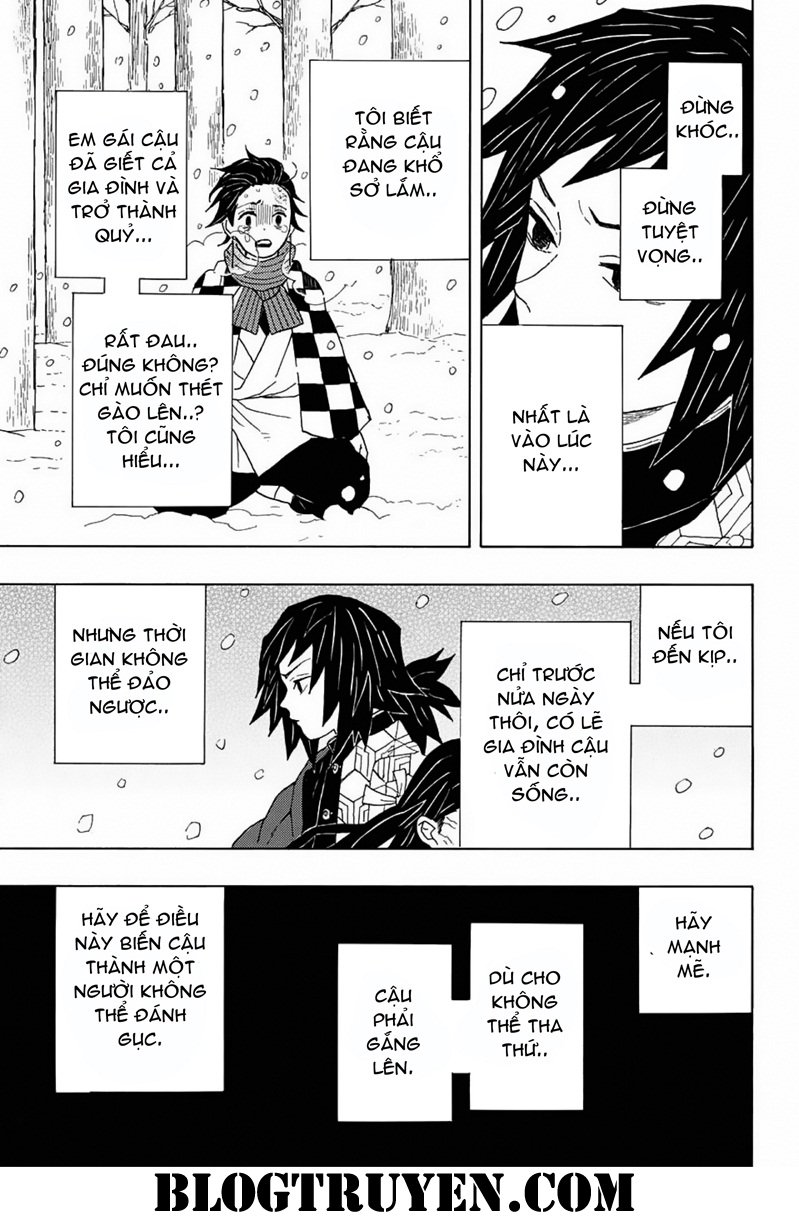 ĐỪNG
KHÓC..
ĐỪNG
TUYỆT
VỌNG..
NHẤT LÀ
VÀO LÚC
NÀY...
TÔI BIẾT
RẰNG CẬU
ĐANG KHỔ
SỞ LẮM..
EM GÁI CẬU
ĐÃ GIẾT CẢ
GIA ĐÌNH VÀ
TRỞ THÀNH
QUỶ...
RẤT ĐAU..
ĐÚNG KHÔNG?
CHỈ MUỐN THÉT
GÀO LÊN..?
TÔI CŨNG
HIỂU...
NẾU TÔI
ĐẾN KỊP..
CHỈ TRƯỚC
NỬA NGÀY
THÔI, CÓ LẼ
GIA ĐÌNH CẬU
VẪN CÒN
SỐNG..
NHƯNG THỜI
GIAN KHÔNG
THỂ ĐẢO
NGƯỢC..
HÃY
MẠNH
MẼ.
DÙ CHO
KHÔNG
THỂ THA
THỨ..
CẬU
PHẢI
GẮNG
LÊN.
HÃY ĐỂ ĐIỀU
NÀY BIẾN CẬU
THÀNH MỘT
NGƯỜI KHÔNG
THỂ ĐÁNH
GỤC.
BLOGTRUYEN.COM